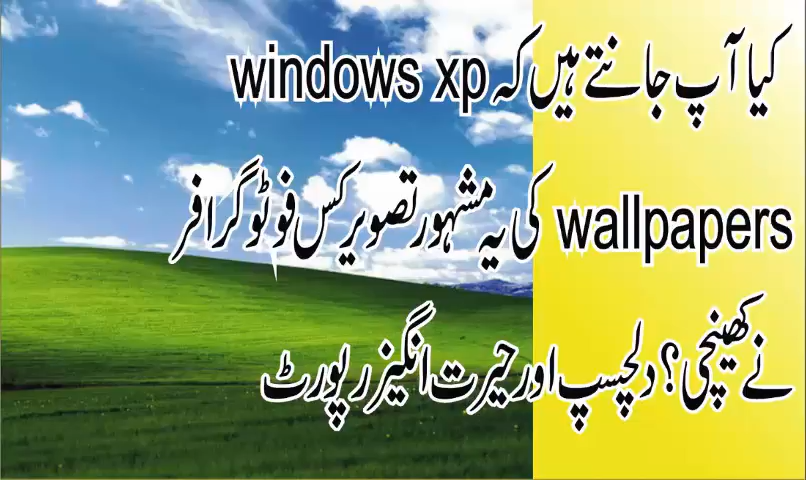 کیا آپ جانتے ہیں کہ windows xp
wallpapers کی یہ مشہور تصویر کس فوٹوگرافر
نے کھینچی؟ دلچسپ اور حیرت انگیز رپورٹ